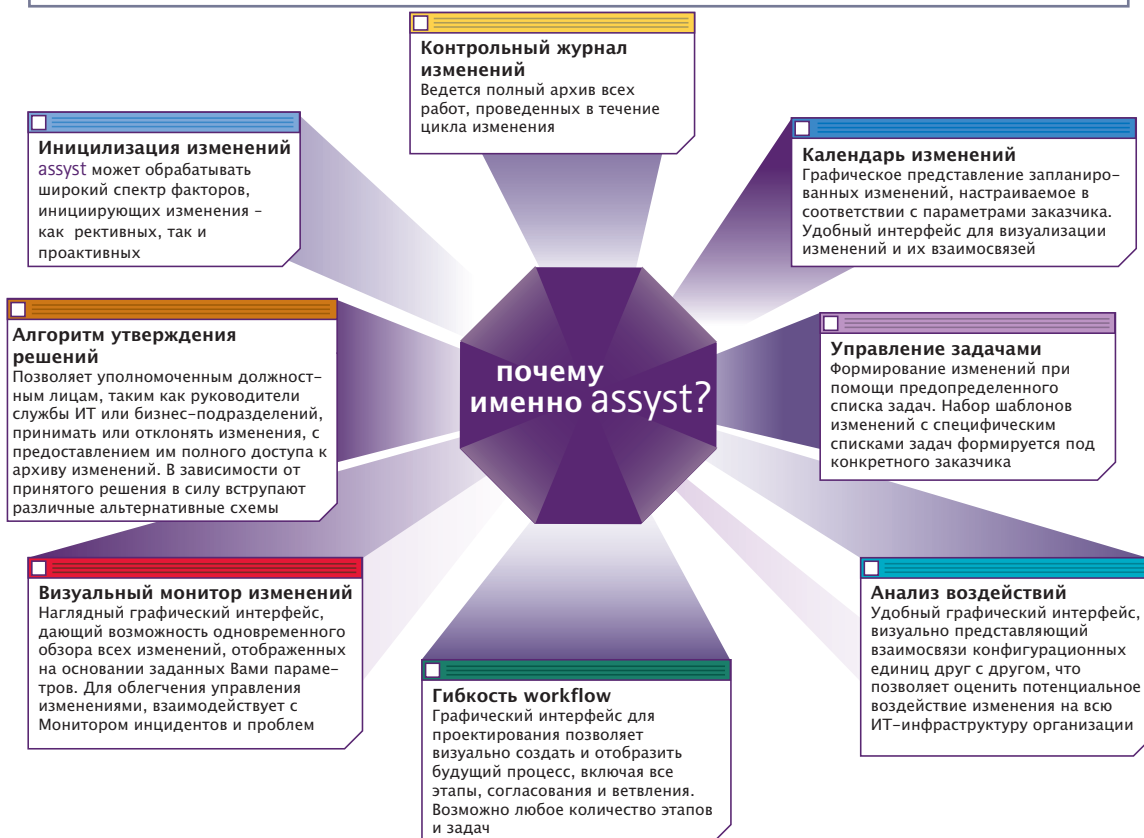 Контрольный журнал
изменений
Ведется полный архив всех
работ, проведенных в течение
цикла изменения
Иницилизация изменений
assyst может обрабатывать
широкий спектр факторов,
инициирующих изменения –
как рективных, так и
проактивных
Календарь изменений
Графическое представление запланиро-
ванных изменений, настраиваемое в
соответствии с параметрами заказчика.
Удобный интерфейс для визуализации
изменений и их взаимосвязей
Алгоритм утверждения
решений
Позволяет уполномоченным должност-
ным лицам, таким как руководители
службы ИТ или бизнес-подразделений,
принимать или отклонять изменения, с
предоставлением им полного доступа к
архиву изменений. В зависимости от
принятого решения в силу вступают
различные альтернативные схемы
почему
именно assyst?
Управление задачами
Формирование изменений при
помощи предопределенного
списка задач. Набор шаблонов
изменений с специфическим
списками задач формируется под
конкретного заказчика
Визуальный монитор изменений
Наглядный графический интерфейс,
дающий возможность одновременного
обзора всех изменений, отображенных
на основании заданных Вами параме-
тров. Для облегчения управления
изменениями, взаимодействует с
Монитором инцидентов и проблем
Гибкость workflow
Графический интерфейс для
проектирования позволяет
визуально создать и отобразить
будущий процесс, включая все
этапы, согласования и ветвления.
Возможно любое количество этапов
и задач
Анализ воздействий
Удобный графический интерфейс,
визуально представляющий
взаимосвязи конфигурационных
единиц друг с другом, что
позволяет оценить потенциальное
воздействие изменения на всю
ИТ-инфраструктуру организации